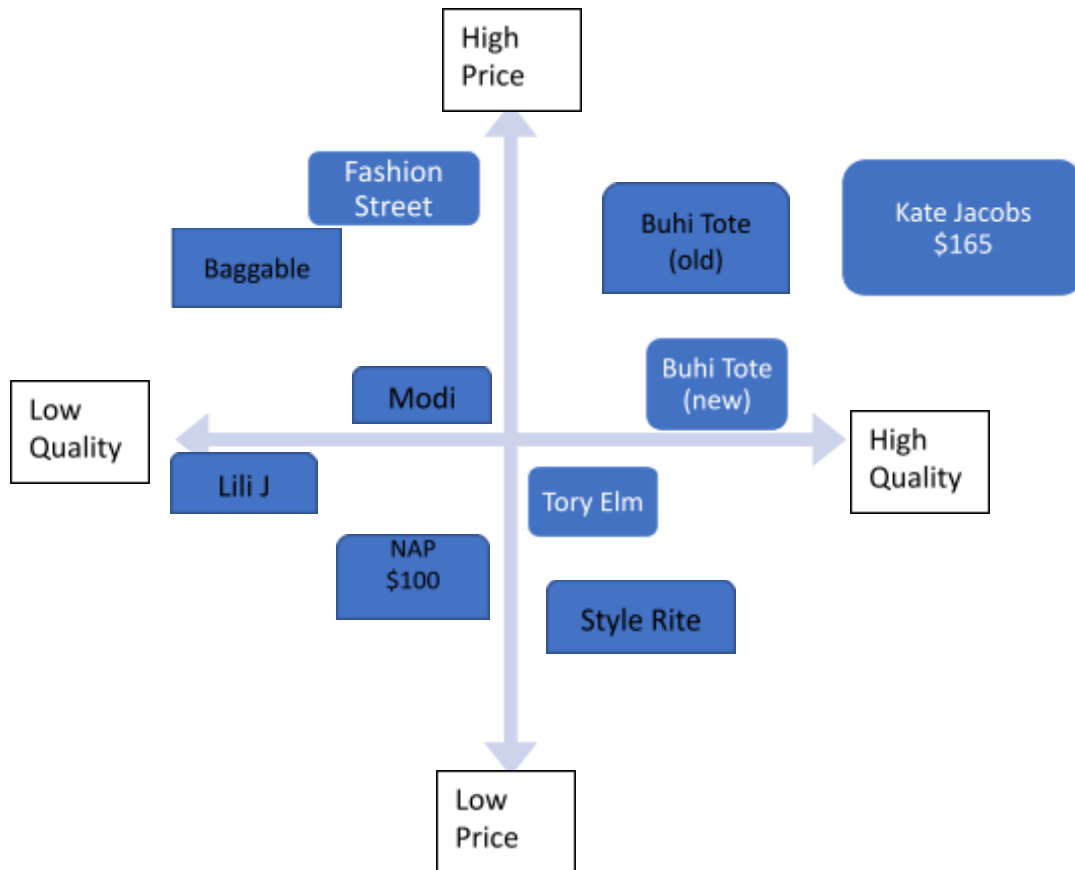 High
Price
Fashion
Street
Buhi Tote
(old)
Kate Jacobs
$165
Baggable
Buhi Tote
(new)
Modi
Low
Quality
High
Quality
Lili J
Tory Elm
NAP
$100
Style Rite
Low
Price